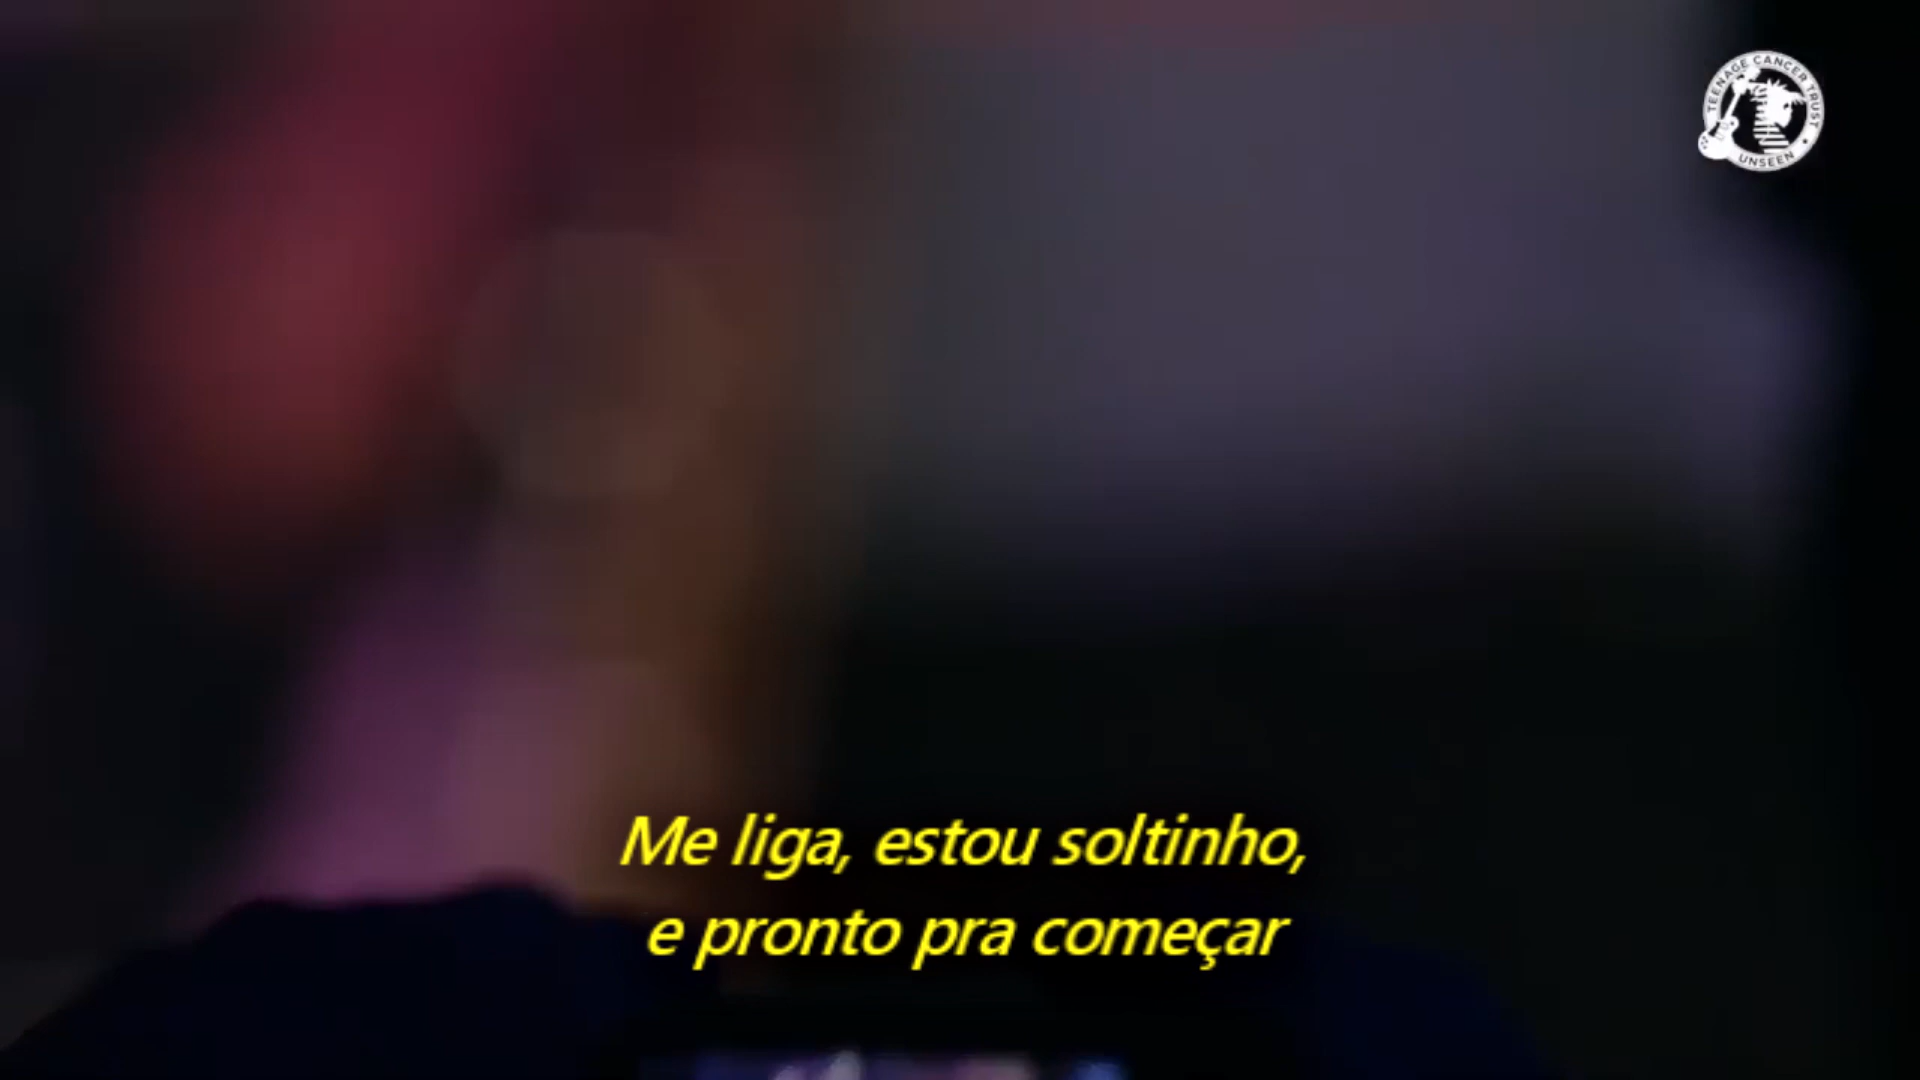 TEENAGE CANCER TRUST
UNSEEN
Me liga, estou soltinho,
e pronto pra começar